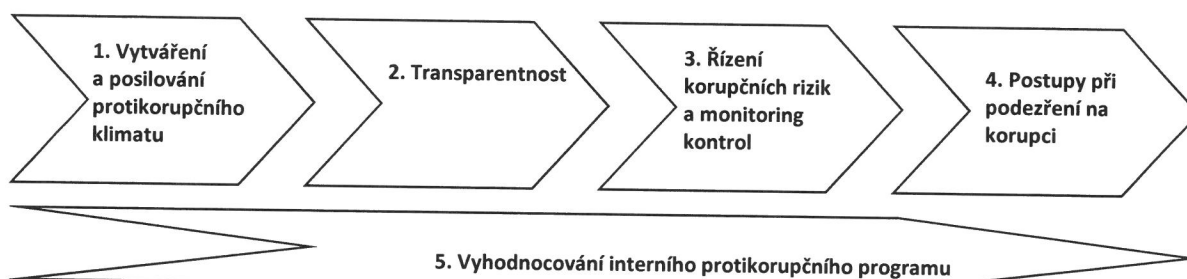 1. Vytváření
a posilování
protikorupčního
klimatu
2. Transparentnost
3. Řízení
korupčních rizik
a monitoring
kontrol
4. Postupy při
podezření na
korupci
5. Vyhodnocování interního protikorupčního programu